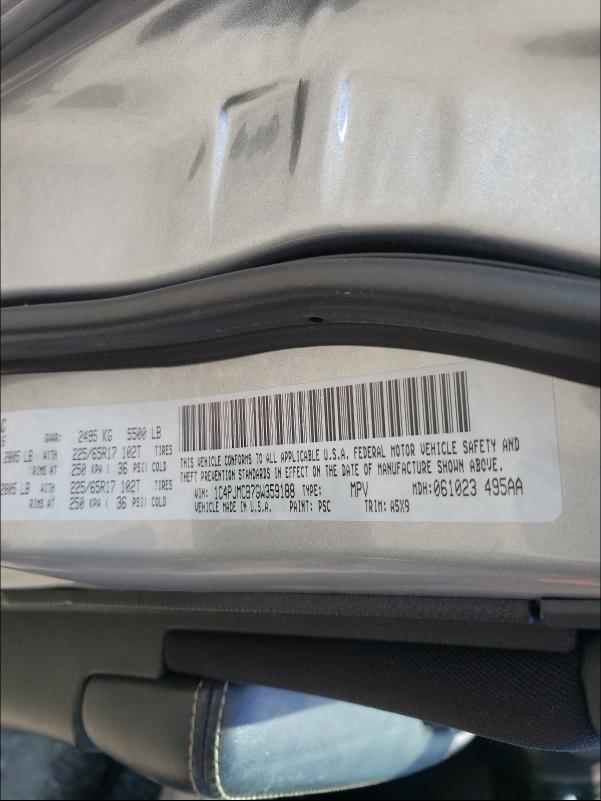 GVWR: 2495 KG 5500 LB
2805 LB WITH 225/65R17 102T TIRES
RIMS AT 250 KPA ( 36 PSI) COLD
2805 LB WITH 225/65R17 102T TIRES
RIMS AT 250 KPA ( 36 PSI) COLD
THIS VEHICLE CONFORMS TO ALL APPLICABLE U.S.A. FEDERAL MOTOR VEHICLE SAFETY AND
THEFT PREVENTION STANDARDS IN EFFECT ON THE DATE OF MANUFACTURE SHOWN ABOVE.
VIN: 1C4PJMCB7GW359188 TYPE: MPV MDH: 061023 495AA
VEHICLE MADE IN U.S.A. PAINT: PSC TRIM: A5X9